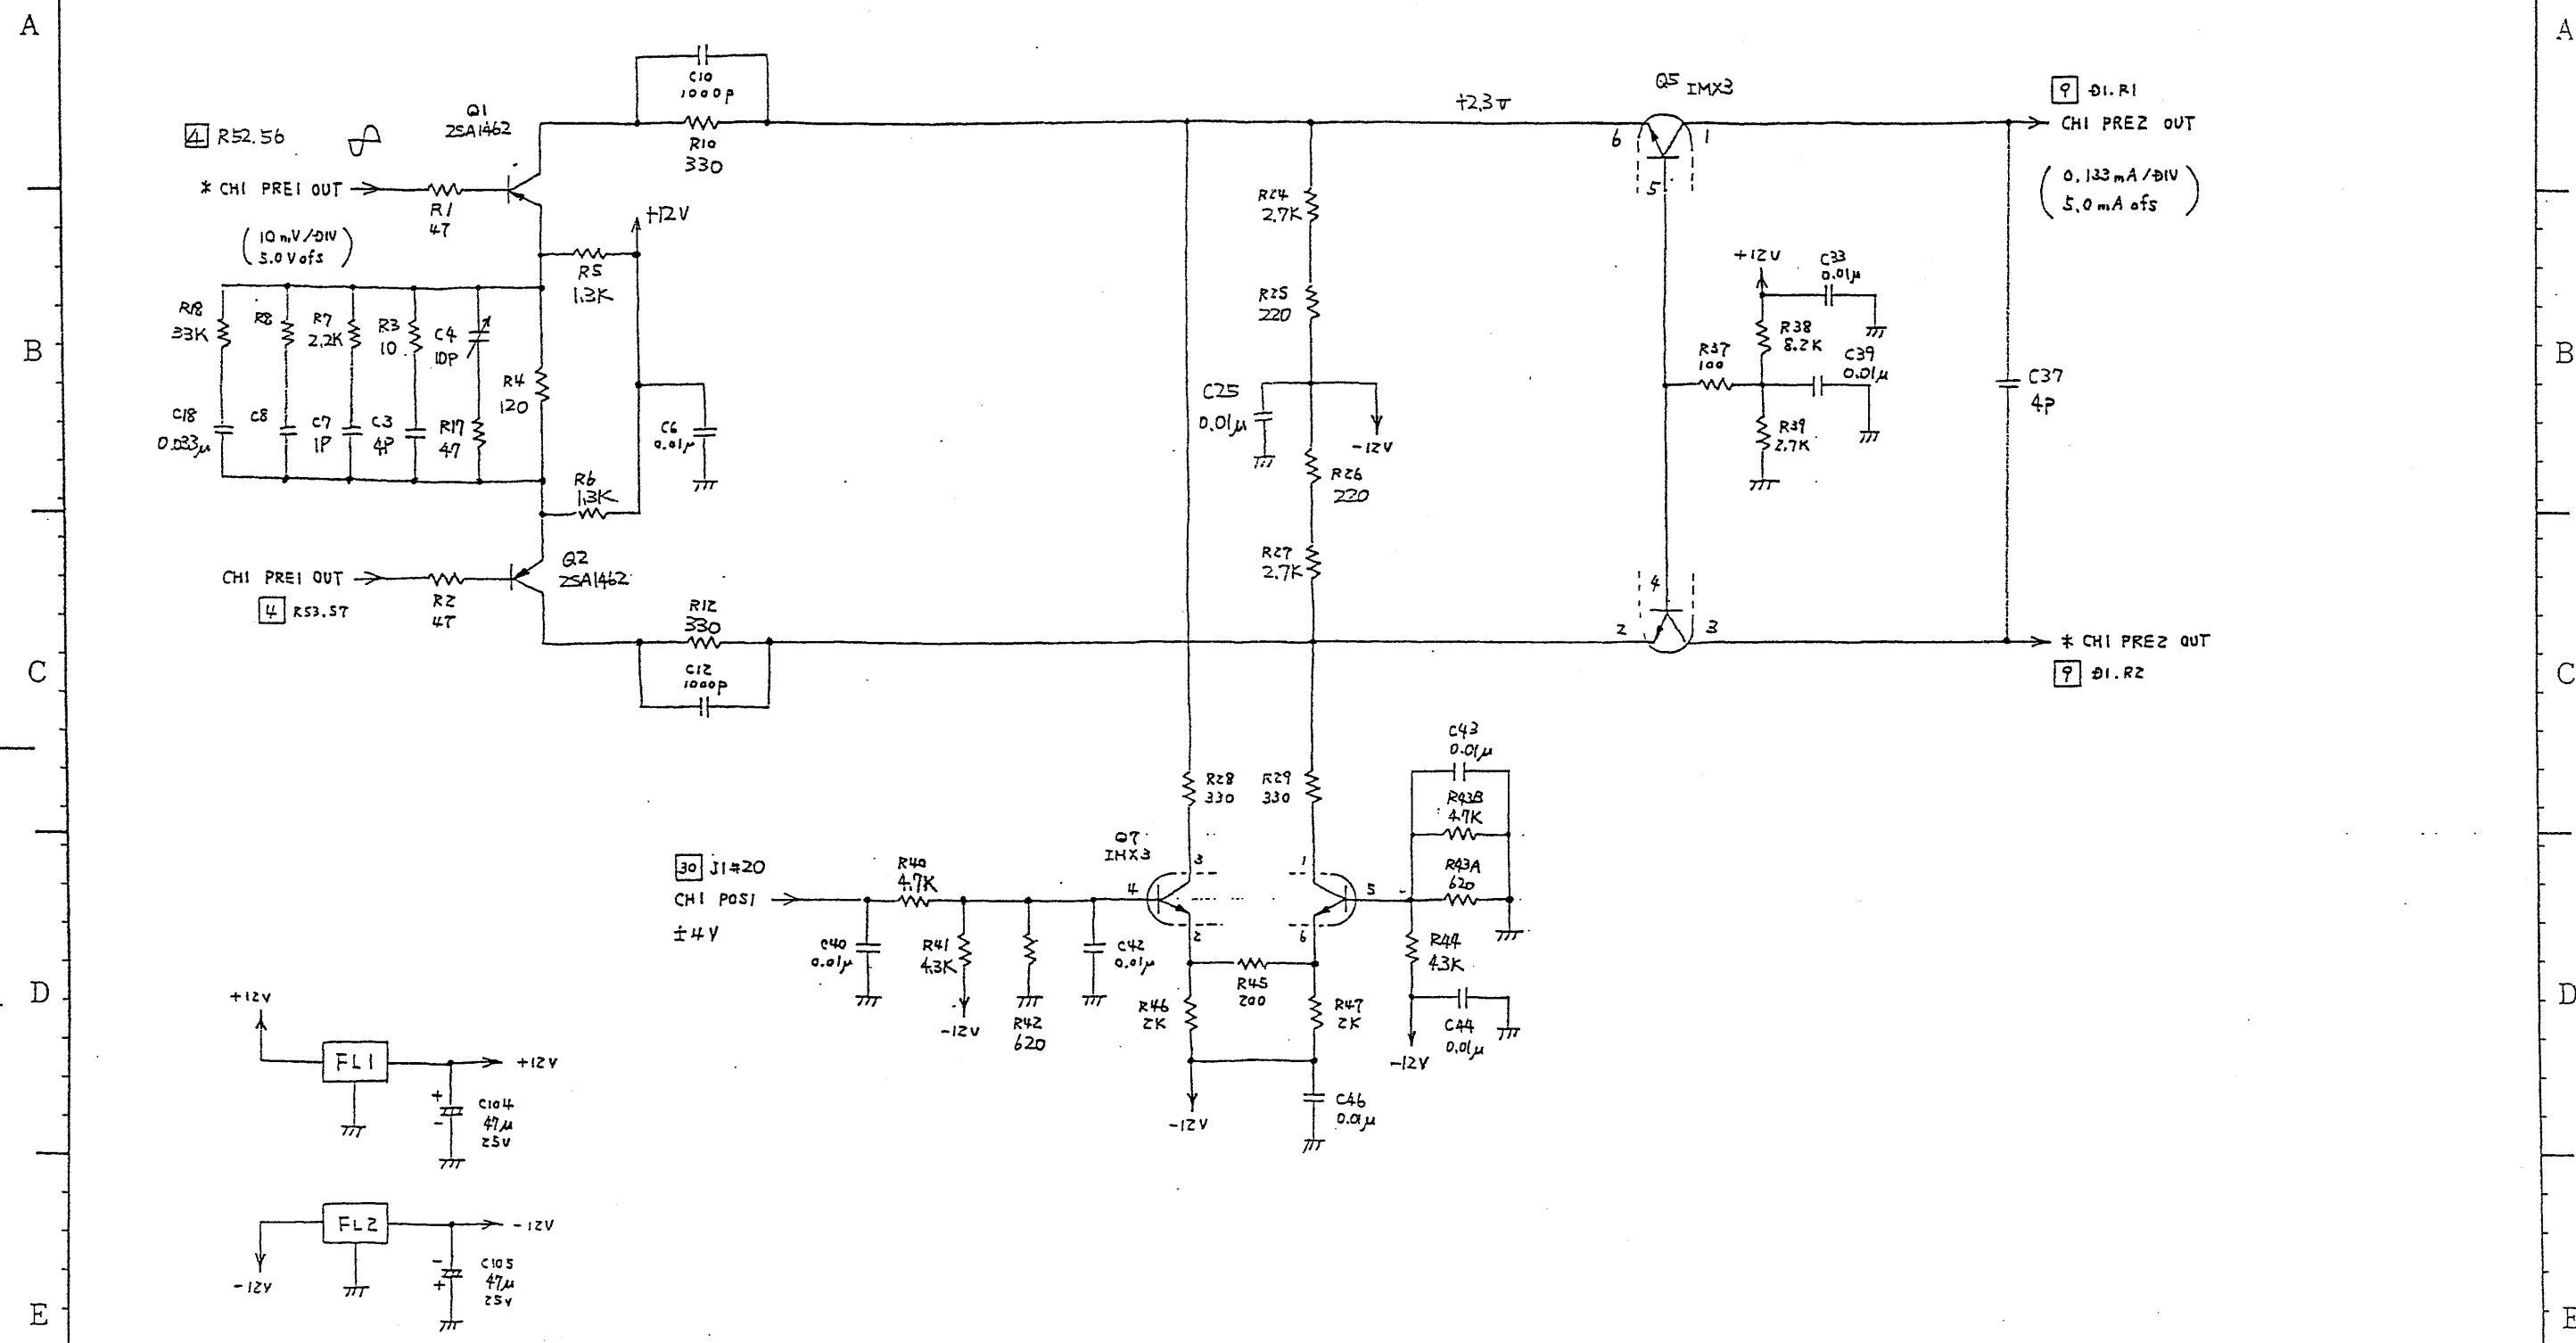 A
A
C10
1000P
Q1
2SA1462
R10
330
+2.3V
Q5 IMX3
6
1
5
9 D1.R1
CH1 PRE2 OUT
(0.133mA/DIV
5.0mA ofs)
4 R52.56
* CH1 PRE1 OUT
R1
47
(10mV/DIV
5.0V ofs)
+12V
R5
1.3K
R24
2.7K
R25
220
+12V
C33
0.01μ
R38
8.2K
R37
100
C39
0.01μ
R39
2.7K
C37
4P
B
B
R18
33K
R8
R7
2.2K
R3
10
C4
10P
R4
120
C18
0.033μ
C8
C7
1P
C3
4P
R17
47
C6
0.01μ
R6
1.3K
C25
0.01μ
-12V
R26
220
R27
2.7K
Q2
2SA1462
CH1 PRE1 OUT
4 R53.57
R2
47
R12
330
C12
1000P
4
2
3
* CH1 PRE2 OUT
9 D1.R2
C
C
R28
330
R29
330
C43
0.01μ
R43B
4.7K
R43A
620
Q7
IMX3
3
1
4
5
2
6
30 J1#20
CH1 POS1
±4V
R40
4.7K
C40
0.01μ
R41
4.3K
-12V
R42
620
C42
0.01μ
R45
200
R46
2K
R47
2K
R44
4.3K
C44
0.01μ
-12V
-12V
C46
0.01μ
D
D
+12V
FL1
+12V
+
-
C104
47μ
25V
FL2
-12V
-12V
-
+
C105
47μ
25V
E
E